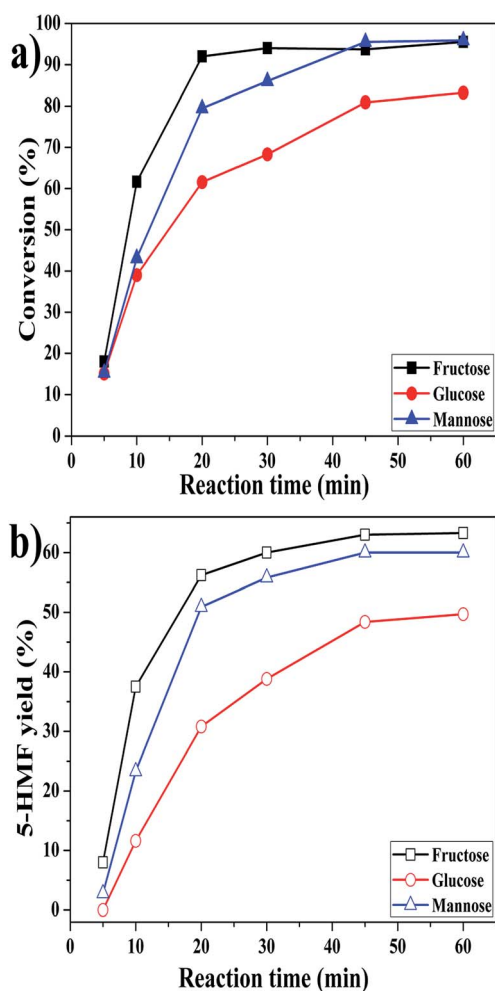 a)
Conversion (%)
100
90
80
70
60
50
40
30
20
10
0
0 10 20 30 40 50 60
Reaction time (min)
Fructose
Glucose
Mannose
b)
5-HMF yield (%)
60
50
40
30
20
10
0
0 10 20 30 40 50 60
Reaction time (min)
Fructose
Glucose
Mannose